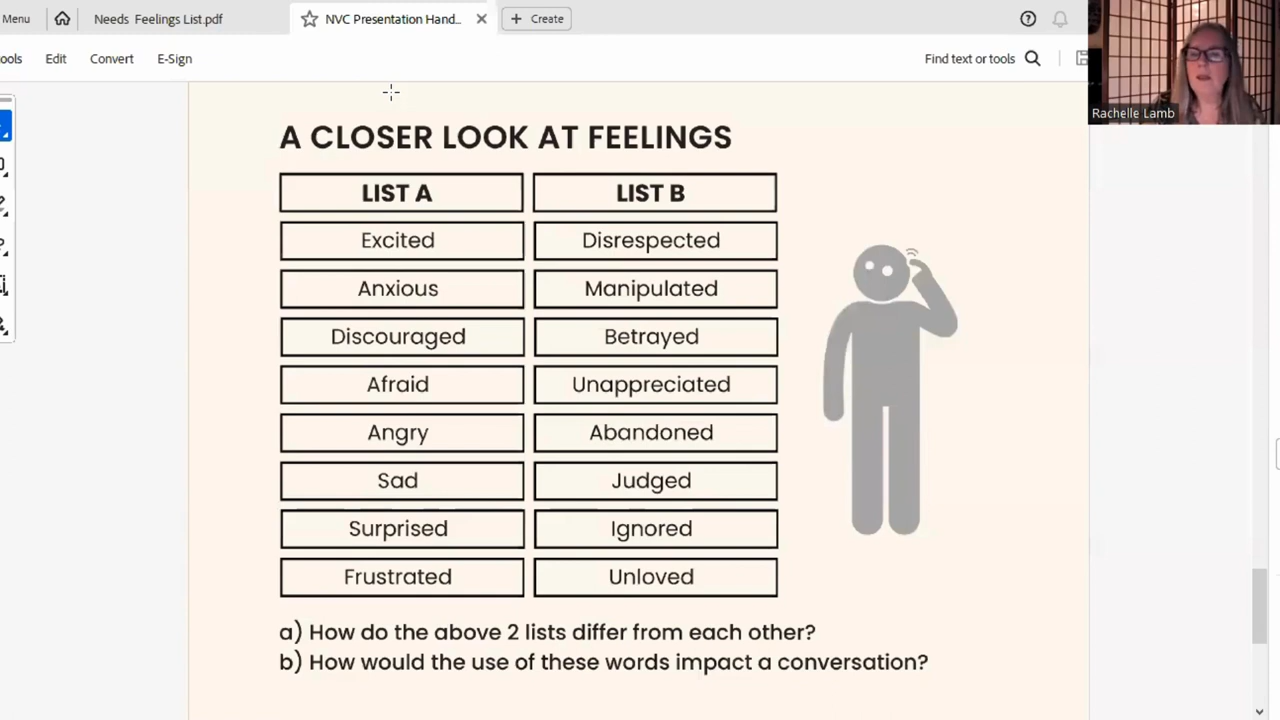 Menu Needs Feelings List.pdf NVC Presentation Hand... Create
ools Edit Convert E-Sign Find text or tools
Rachelle Lamb
A CLOSER LOOK AT FEELINGS
LIST A LIST B
Excited Disrespected
Anxious Manipulated
Discouraged Betrayed
Afraid Unappreciated
Angry Abandoned
Sad Judged
Surprised Ignored
Frustrated Unloved
a) How do the above 2 lists differ from each other?
b) How would the use of these words impact a conversation?